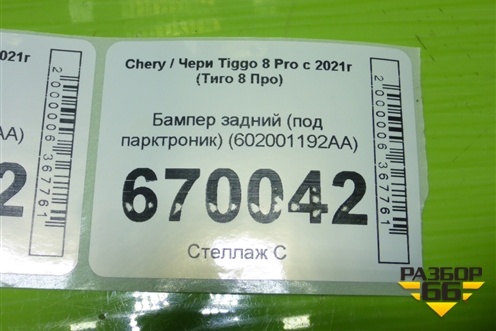 2021г
Chery / Чери Tiggo 8 Pro с 2021г
(Тиго 8 Про)
Бампер задний (под
парктроник) (602001192AA)
AA)
670042
2
Стеллаж С
2000006367761
2000006367761
РАЗБОР
66